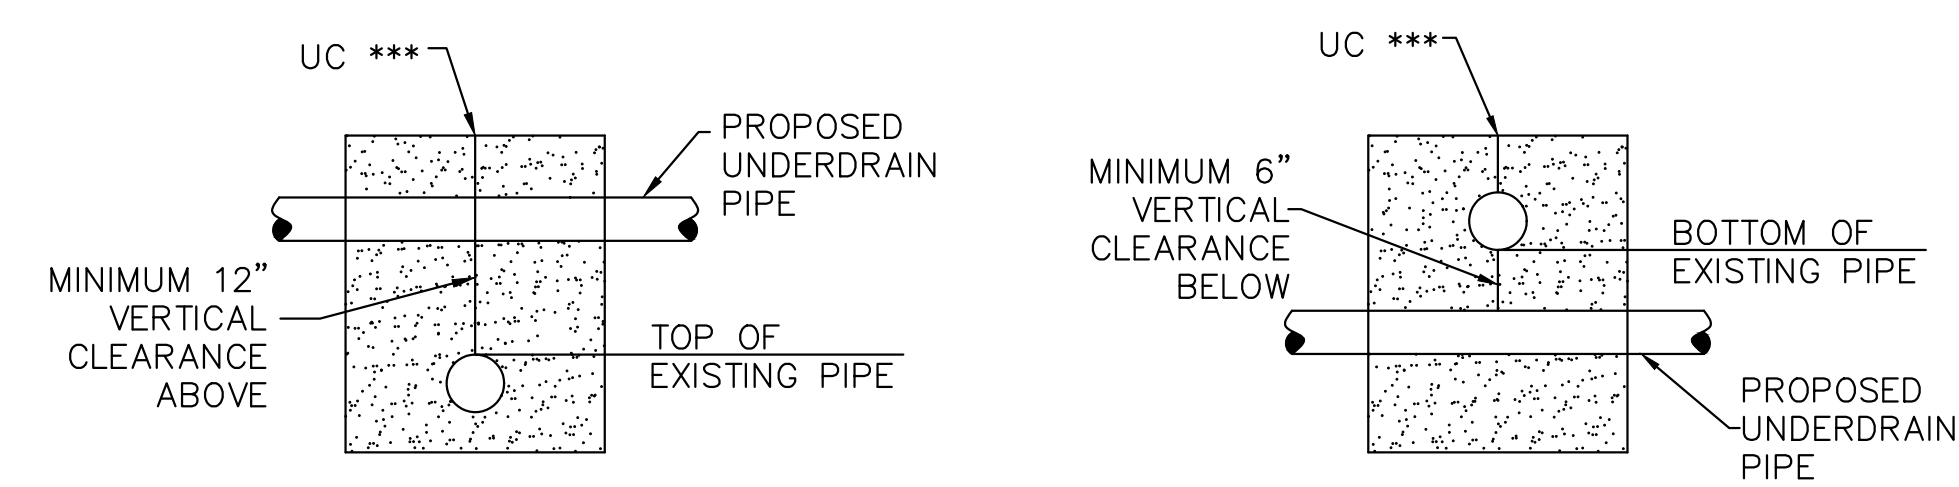 UC ***
PROPOSED
UNDERDRAIN
PIPE
MINIMUM 12”
VERTICAL
CLEARANCE
ABOVE
TOP OF
EXISTING PIPE
UC ***
MINIMUM 6”
VERTICAL
CLEARANCE
BELOW
BOTTOM OF
EXISTING PIPE
PROPOSED
UNDERDRAIN
PIPE